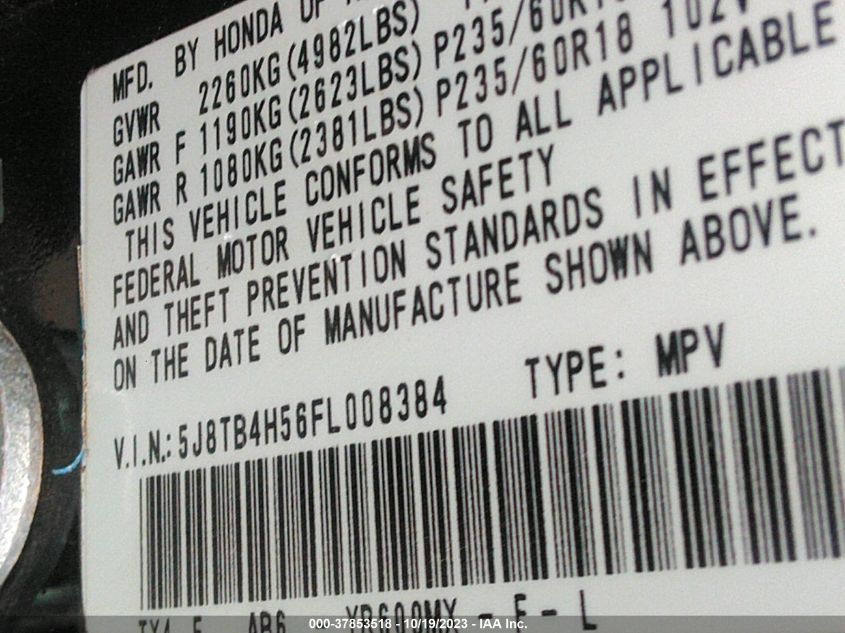 MFD. BY HONDA OF
GVWR 2260KG(4982LBS)
GAWR F 1190KG(2623LBS) P235/60R18
GAWR R 1080KG(2381LBS) P235/60R18 102V
THIS VEHICLE CONFORMS TO ALL APPLICABLE
FEDERAL MOTOR VEHICLE SAFETY
AND THEFT PREVENTION STANDARDS IN EFFECT
ON THE DATE OF MANUFACTURE SHOWN ABOVE.
V.I.N.: 5J8TB4H56FL008384 TYPE: MPV
YR609MX - E - L
000-37853518 - 10/19/2023 - IAA Inc.